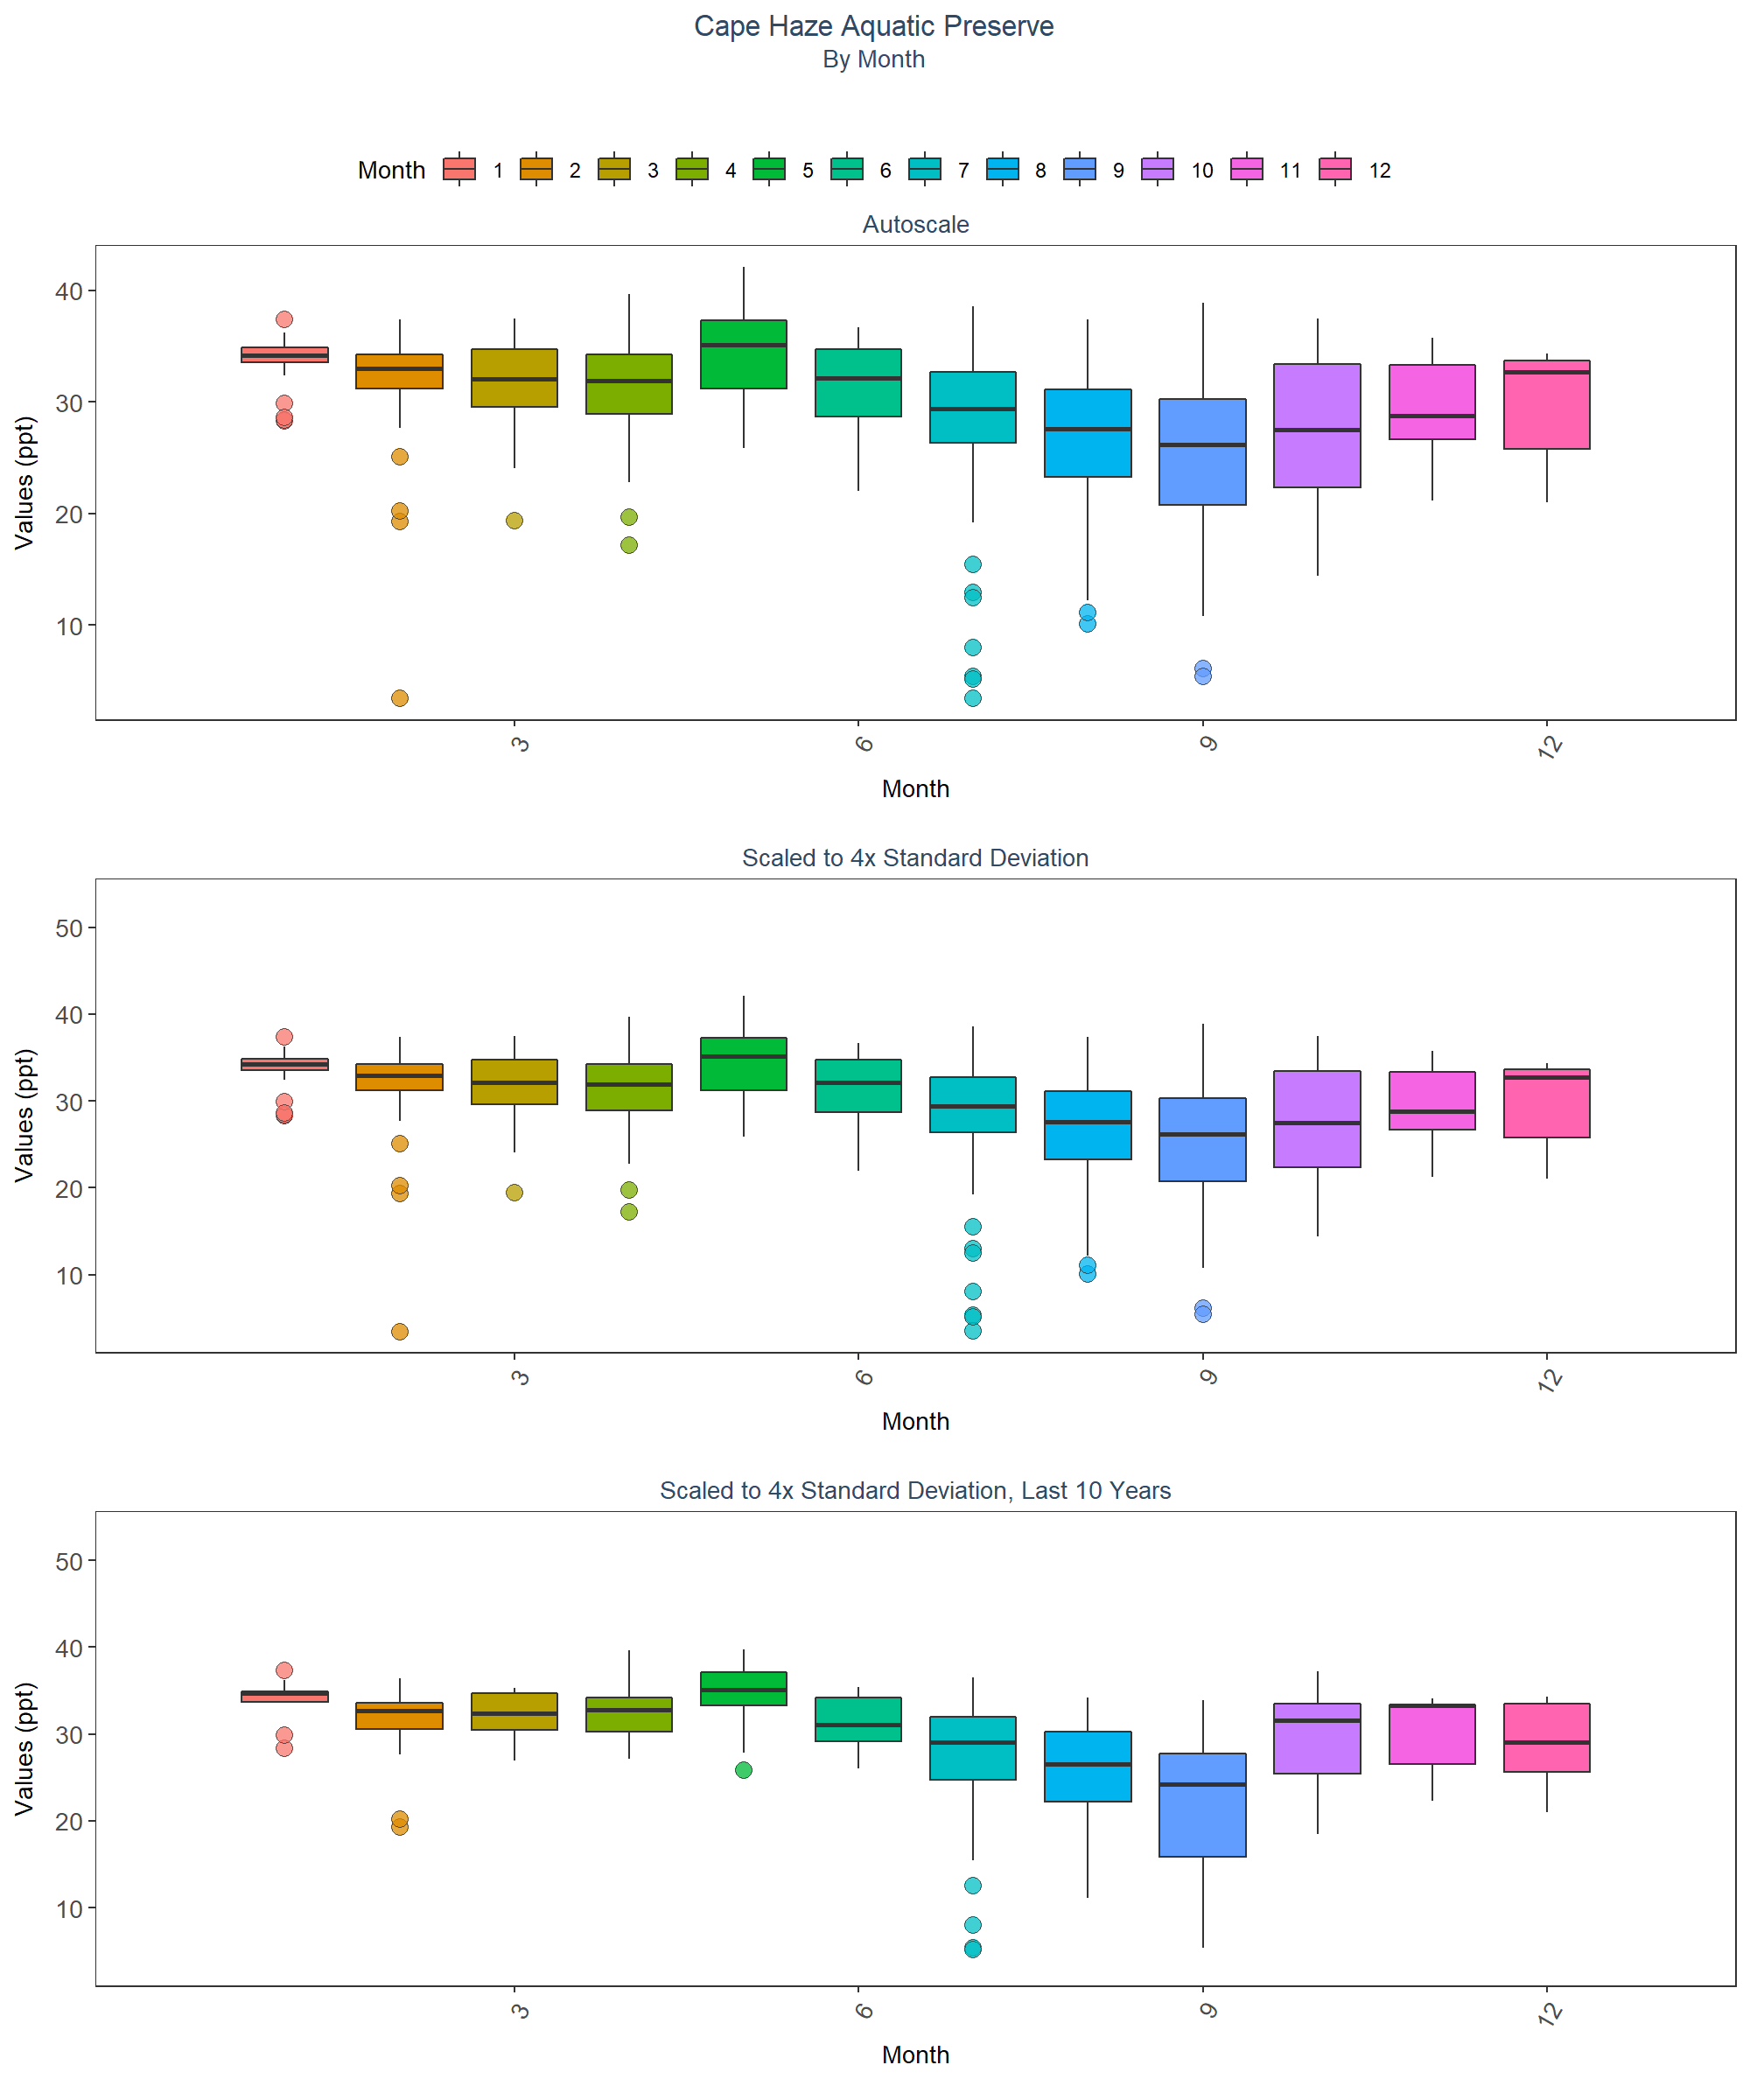 Cape Haze Aquatic Preserve
By Month
Month 1 2 3 4 5 6 7 8 9 10 11 12
Autoscale
Values (ppt)
40
30
20
10
3 6 9 12
Month
Scaled to 4x Standard Deviation
Values (ppt)
50
40
30
20
10
3 6 9 12
Month
Scaled to 4x Standard Deviation, Last 10 Years
Values (ppt)
50
40
30
20
10
3 6 9 12
Month